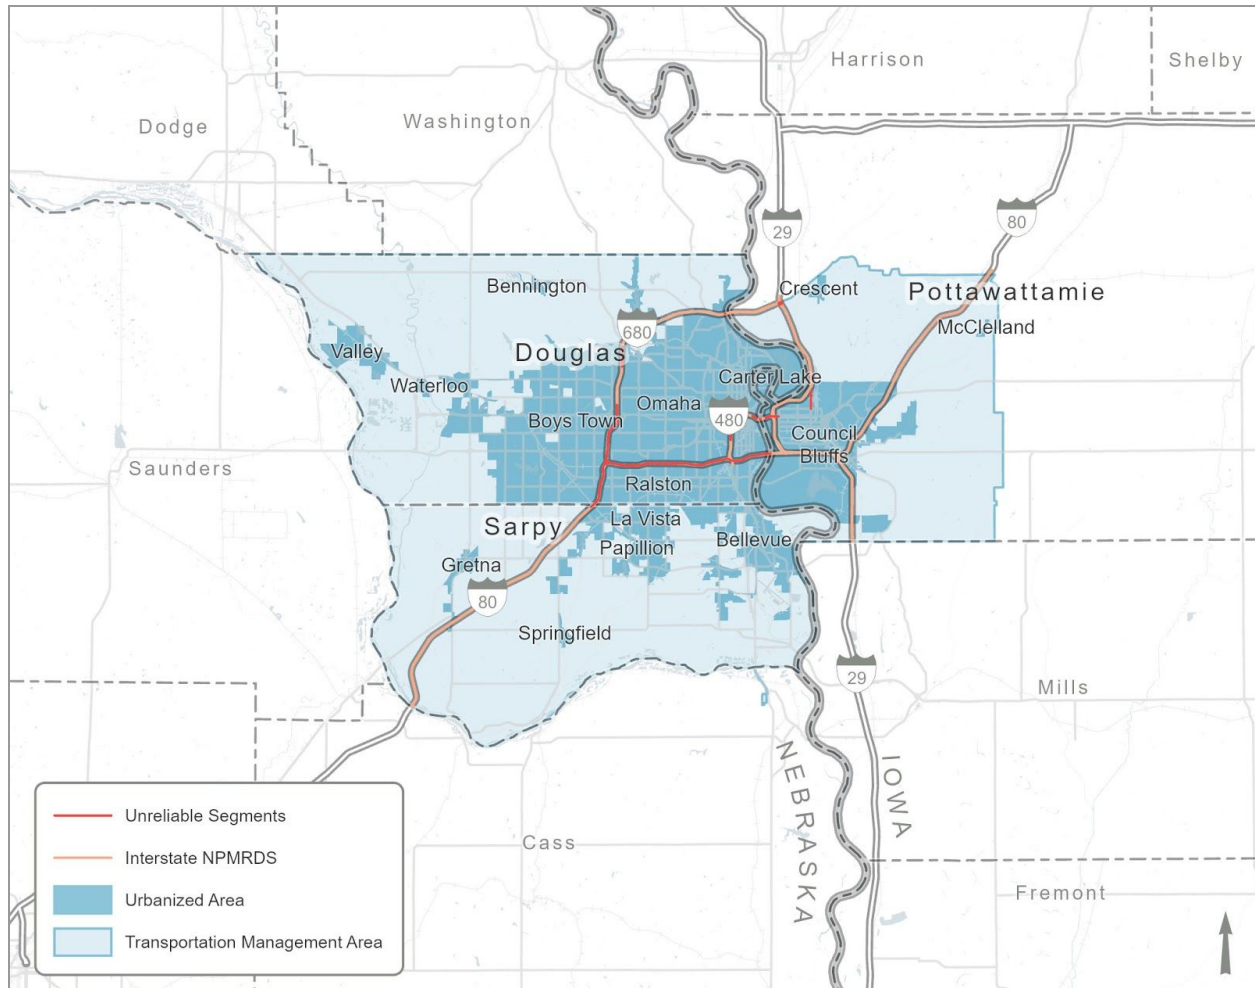 Harrison
Shelby
Dodge
Washington
29
80
Bennington
Crescent
Pottawattamie
McClelland
680
Valley
Douglas
Waterloo
Carter Lake
Omaha
Boys Town
480
Council
Bluffs
Saunders
Ralston
Sarpy
La Vista
Papillion
Bellevue
Gretna
80
Springfield
29
Mills
NEBRASKA
IOWA
Cass
Fremont
Unreliable Segments
Interstate NPMRDS
Urbanized Area
Transportation Management Area